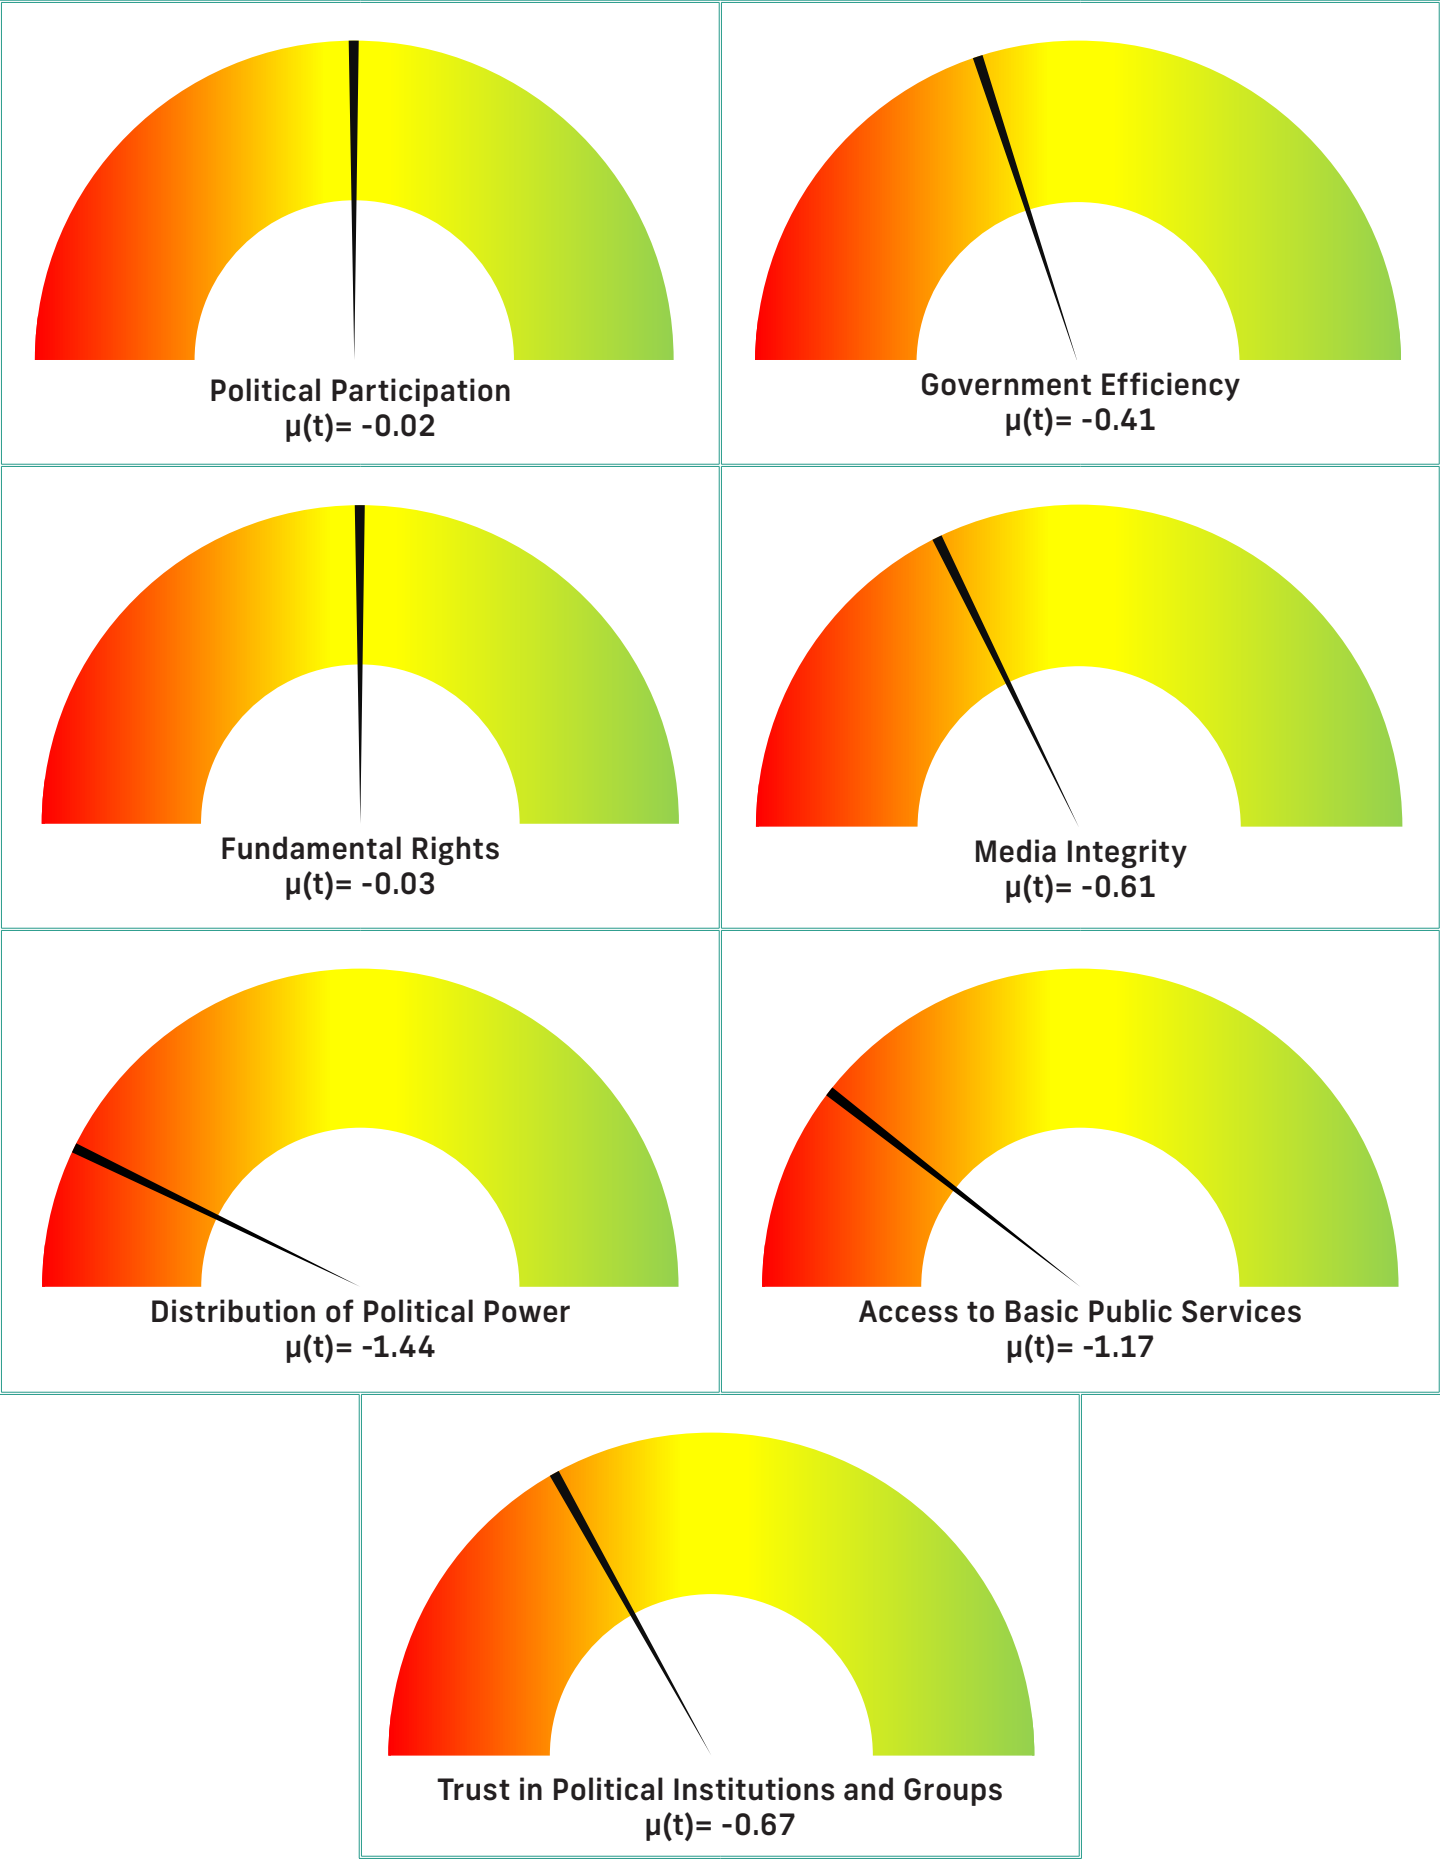 Political Participation
μ(t)= -0.02
Government Efficiency
μ(t)= -0.41
Fundamental Rights
μ(t)= -0.03
Media Integrity
μ(t)= -0.61
Distribution of Political Power
μ(t)= -1.44
Access to Basic Public Services
μ(t)= -1.17
Trust in Political Institutions and Groups
μ(t)= -0.67